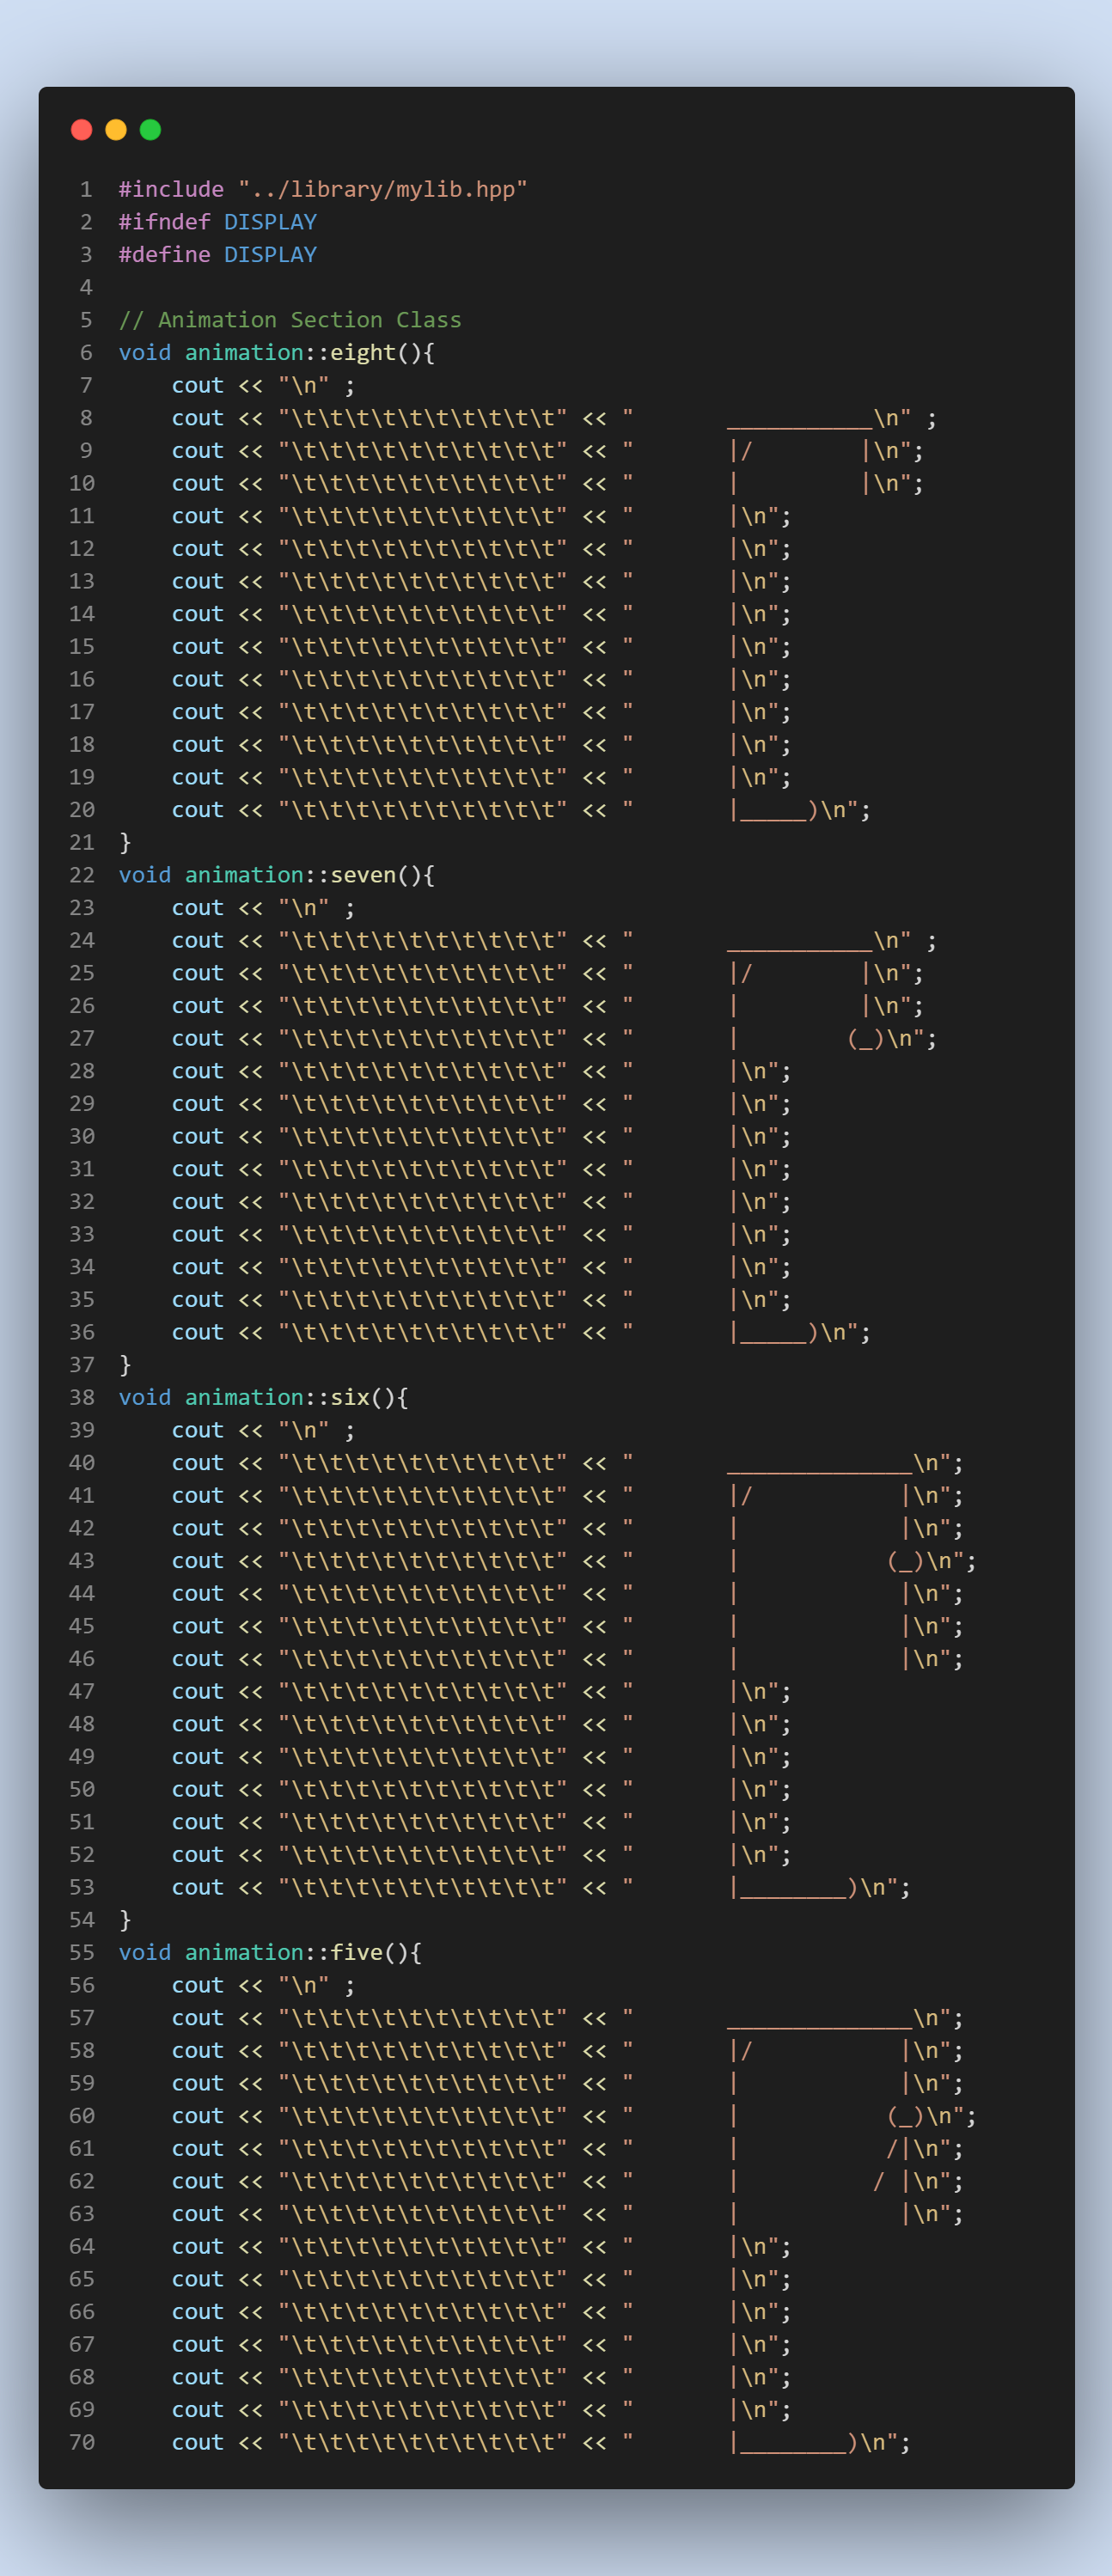 1 #include "../library/mylib.hpp"
2 #ifndef DISPLAY
3 #define DISPLAY
4
5 // Animation Section Class
6 void animation::eight(){
7     cout << "\n" ;
8     cout << "\t\t\t\t\t\t\t\t\t\t" << "       ___________\n" ;
9     cout << "\t\t\t\t\t\t\t\t\t\t" << "       |/        |\n";
10     cout << "\t\t\t\t\t\t\t\t\t\t" << "       |         |\n";
11     cout << "\t\t\t\t\t\t\t\t\t\t" << "       |\n";
12     cout << "\t\t\t\t\t\t\t\t\t\t" << "       |\n";
13     cout << "\t\t\t\t\t\t\t\t\t\t" << "       |\n";
14     cout << "\t\t\t\t\t\t\t\t\t\t" << "       |\n";
15     cout << "\t\t\t\t\t\t\t\t\t\t" << "       |\n";
16     cout << "\t\t\t\t\t\t\t\t\t\t" << "       |\n";
17     cout << "\t\t\t\t\t\t\t\t\t\t" << "       |\n";
18     cout << "\t\t\t\t\t\t\t\t\t\t" << "       |\n";
19     cout << "\t\t\t\t\t\t\t\t\t\t" << "       |\n";
20     cout << "\t\t\t\t\t\t\t\t\t\t" << "       |_____)\n";
21 }
22 void animation::seven(){
23     cout << "\n" ;
24     cout << "\t\t\t\t\t\t\t\t\t\t" << "       ___________\n" ;
25     cout << "\t\t\t\t\t\t\t\t\t\t" << "       |/        |\n";
26     cout << "\t\t\t\t\t\t\t\t\t\t" << "       |         |\n";
27     cout << "\t\t\t\t\t\t\t\t\t\t" << "       |        (_)\n";
28     cout << "\t\t\t\t\t\t\t\t\t\t" << "       |\n";
29     cout << "\t\t\t\t\t\t\t\t\t\t" << "       |\n";
30     cout << "\t\t\t\t\t\t\t\t\t\t" << "       |\n";
31     cout << "\t\t\t\t\t\t\t\t\t\t" << "       |\n";
32     cout << "\t\t\t\t\t\t\t\t\t\t" << "       |\n";
33     cout << "\t\t\t\t\t\t\t\t\t\t" << "       |\n";
34     cout << "\t\t\t\t\t\t\t\t\t\t" << "       |\n";
35     cout << "\t\t\t\t\t\t\t\t\t\t" << "       |\n";
36     cout << "\t\t\t\t\t\t\t\t\t\t" << "       |_____)\n";
37 }
38 void animation::six(){
39     cout << "\n" ;
40     cout << "\t\t\t\t\t\t\t\t\t\t" << "       ______________\n";
41     cout << "\t\t\t\t\t\t\t\t\t\t" << "       |/           |\n";
42     cout << "\t\t\t\t\t\t\t\t\t\t" << "       |            |\n";
43     cout << "\t\t\t\t\t\t\t\t\t\t" << "       |           (_)\n";
44     cout << "\t\t\t\t\t\t\t\t\t\t" << "       |            |\n";
45     cout << "\t\t\t\t\t\t\t\t\t\t" << "       |            |\n";
46     cout << "\t\t\t\t\t\t\t\t\t\t" << "       |            |\n";
47     cout << "\t\t\t\t\t\t\t\t\t\t" << "       |\n";
48     cout << "\t\t\t\t\t\t\t\t\t\t" << "       |\n";
49     cout << "\t\t\t\t\t\t\t\t\t\t" << "       |\n";
50     cout << "\t\t\t\t\t\t\t\t\t\t" << "       |\n";
51     cout << "\t\t\t\t\t\t\t\t\t\t" << "       |\n";
52     cout << "\t\t\t\t\t\t\t\t\t\t" << "       |\n";
53     cout << "\t\t\t\t\t\t\t\t\t\t" << "       |________)\n";
54 }
55 void animation::five(){
56     cout << "\n" ;
57     cout << "\t\t\t\t\t\t\t\t\t\t" << "       ______________\n";
58     cout << "\t\t\t\t\t\t\t\t\t\t" << "       |/           |\n";
59     cout << "\t\t\t\t\t\t\t\t\t\t" << "       |            |\n";
60     cout << "\t\t\t\t\t\t\t\t\t\t" << "       |           (_)\n";
61     cout << "\t\t\t\t\t\t\t\t\t\t" << "       |           /|\n";
62     cout << "\t\t\t\t\t\t\t\t\t\t" << "       |          / |\n";
63     cout << "\t\t\t\t\t\t\t\t\t\t" << "       |            |\n";
64     cout << "\t\t\t\t\t\t\t\t\t\t" << "       |\n";
65     cout << "\t\t\t\t\t\t\t\t\t\t" << "       |\n";
66     cout << "\t\t\t\t\t\t\t\t\t\t" << "       |\n";
67     cout << "\t\t\t\t\t\t\t\t\t\t" << "       |\n";
68     cout << "\t\t\t\t\t\t\t\t\t\t" << "       |\n";
69     cout << "\t\t\t\t\t\t\t\t\t\t" << "       |\n";
70     cout << "\t\t\t\t\t\t\t\t\t\t" << "       |________)\n";